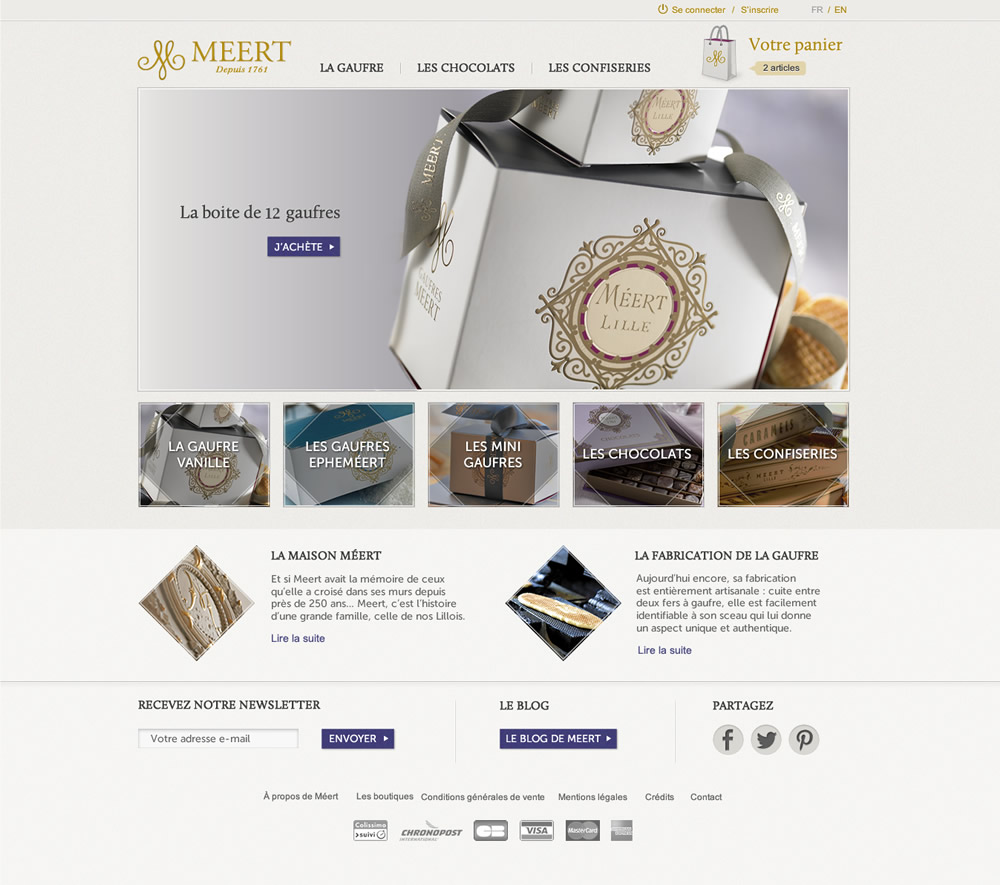 Se connecter / S'inscrire FR / EN
MEERT
Depuis 1761
LA GAUFRE LES CHOCOLATS LES CONFISERIES
Votre panier
2 articles
La boite de 12 gaufres
J'ACHÈTE
MEERT
MÉERT
LILLE
GAUFRES
MÉERT
MÉERT
LILLE
LA GAUFRE
VANILLE
LES GAUFRES
EPHEMÉERT
LES MINI
GAUFRES
CHOCOLATS
LES CHOCOLATS
CARAMELS
LES CONFISERIES
LA MAISON MÉERT
Et si Meert avait la mémoire de ceux
qu'elle a croisé dans ses murs depuis
près de 250 ans... Meert, c'est l'histoire
d'une grande famille, celle de nos Lillois.
Lire la suite
LA FABRICATION DE LA GAUFRE
Aujourd'hui encore, sa fabrication
est entièrement artisanale : cuite entre
deux fers à gaufre, elle est facilement
identifiable à son sceau qui lui donne
un aspect unique et authentique.
Lire la suite
RECEVEZ NOTRE NEWSLETTER
Votre adresse e-mail
ENVOYER
LE BLOG
LE BLOG DE MEERT
PARTAGEZ
À propos de Méert Les boutiques Conditions générales de vente Mentions légales Crédits Contact
Colissimo
suivi
CHRONOPOST
INTERNATIONAL
CB
VISA
MasterCard